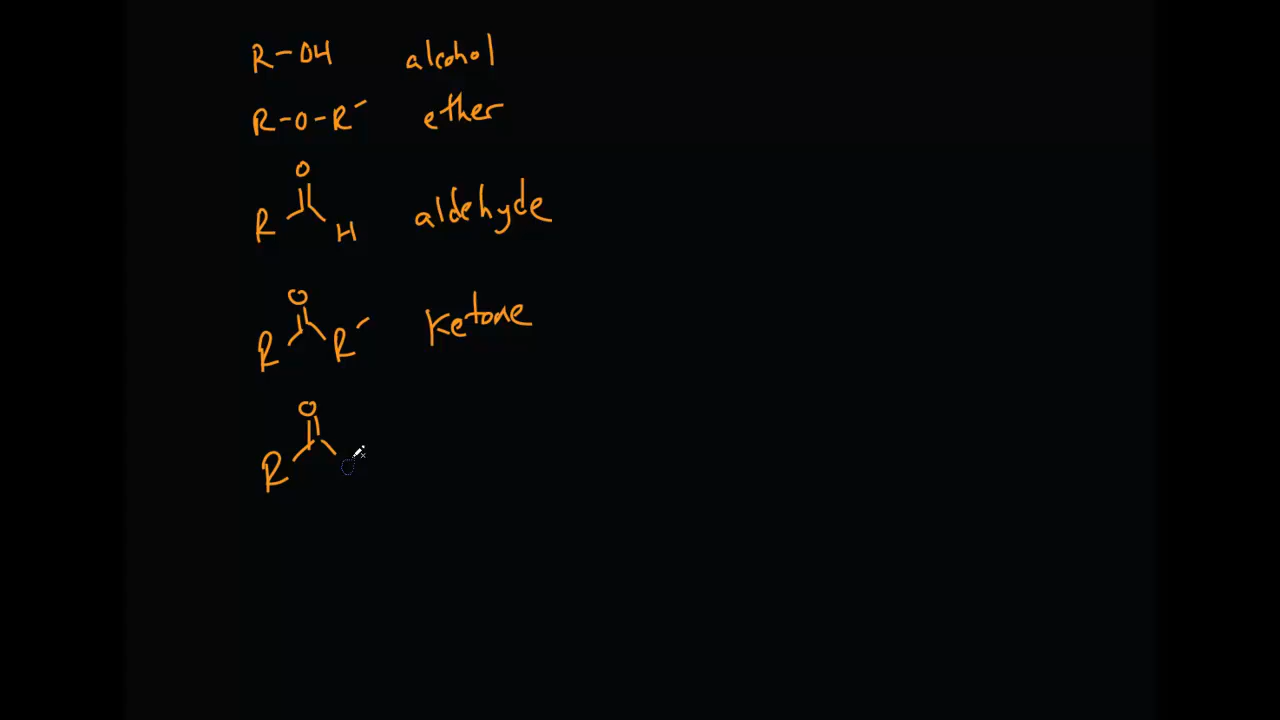 R-OH alcohol
R-O-R′ ether
O
R H aldehyde
O
R R′ ketone
O
R